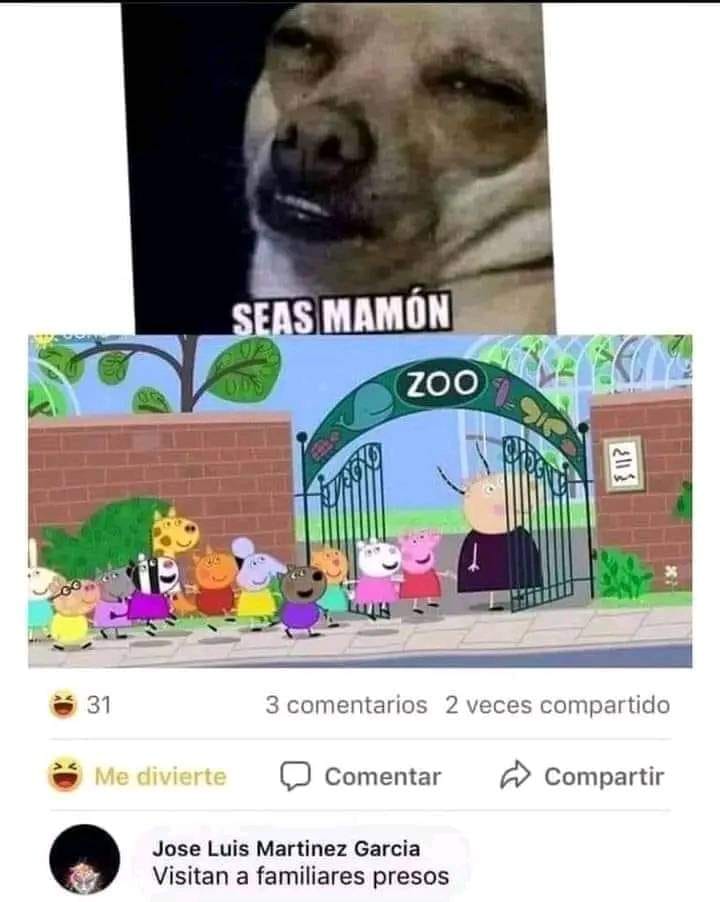 SEAS MAMÓN
ZOO
31
3 comentarios 2 veces compartido
Me divierte
Comentar
Compartir
Jose Luis Martinez Garcia
Visitan a familiares presos